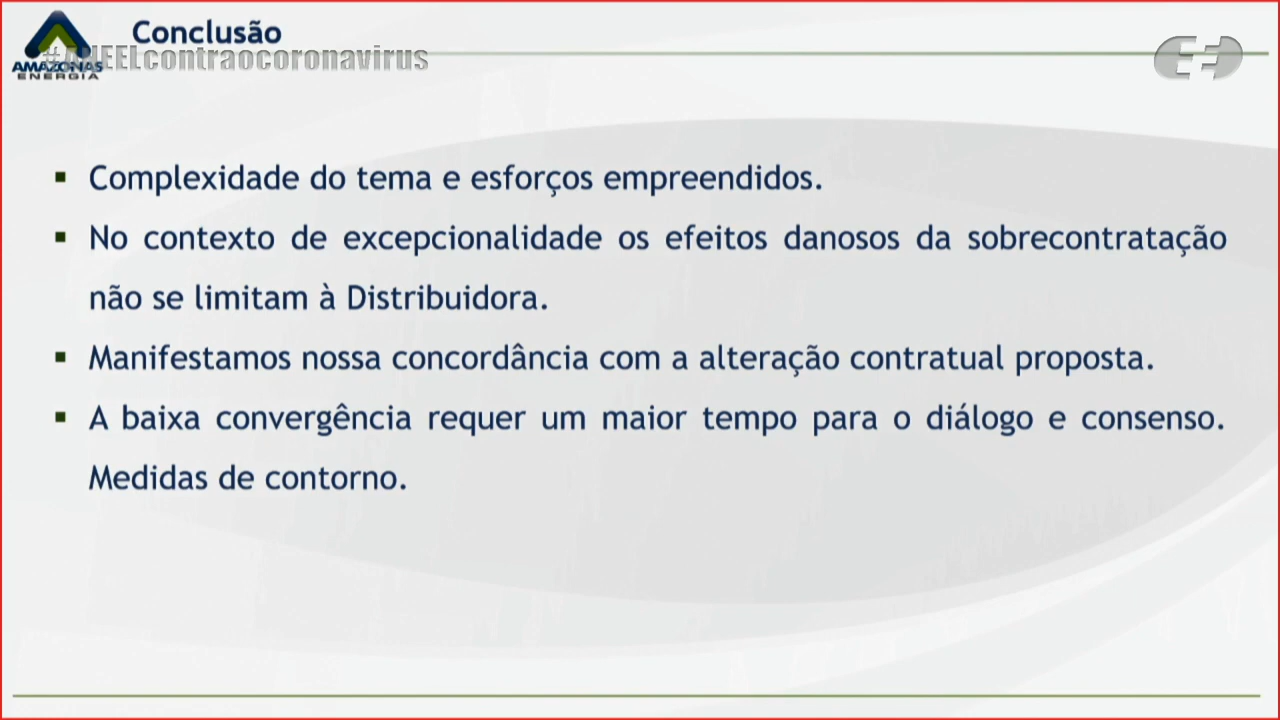 Conclusão
#ANEELcontraocoronavirus
AMAZONAS
ENERGIA
Complexidade do tema e esforços empreendidos.
No contexto de excepcionalidade os efeitos danosos da sobrecontratação
não se limitam à Distribuidora.
Manifestamos nossa concordância com a alteração contratual proposta.
A baixa convergência requer um maior tempo para o diálogo e consenso.
Medidas de contorno.